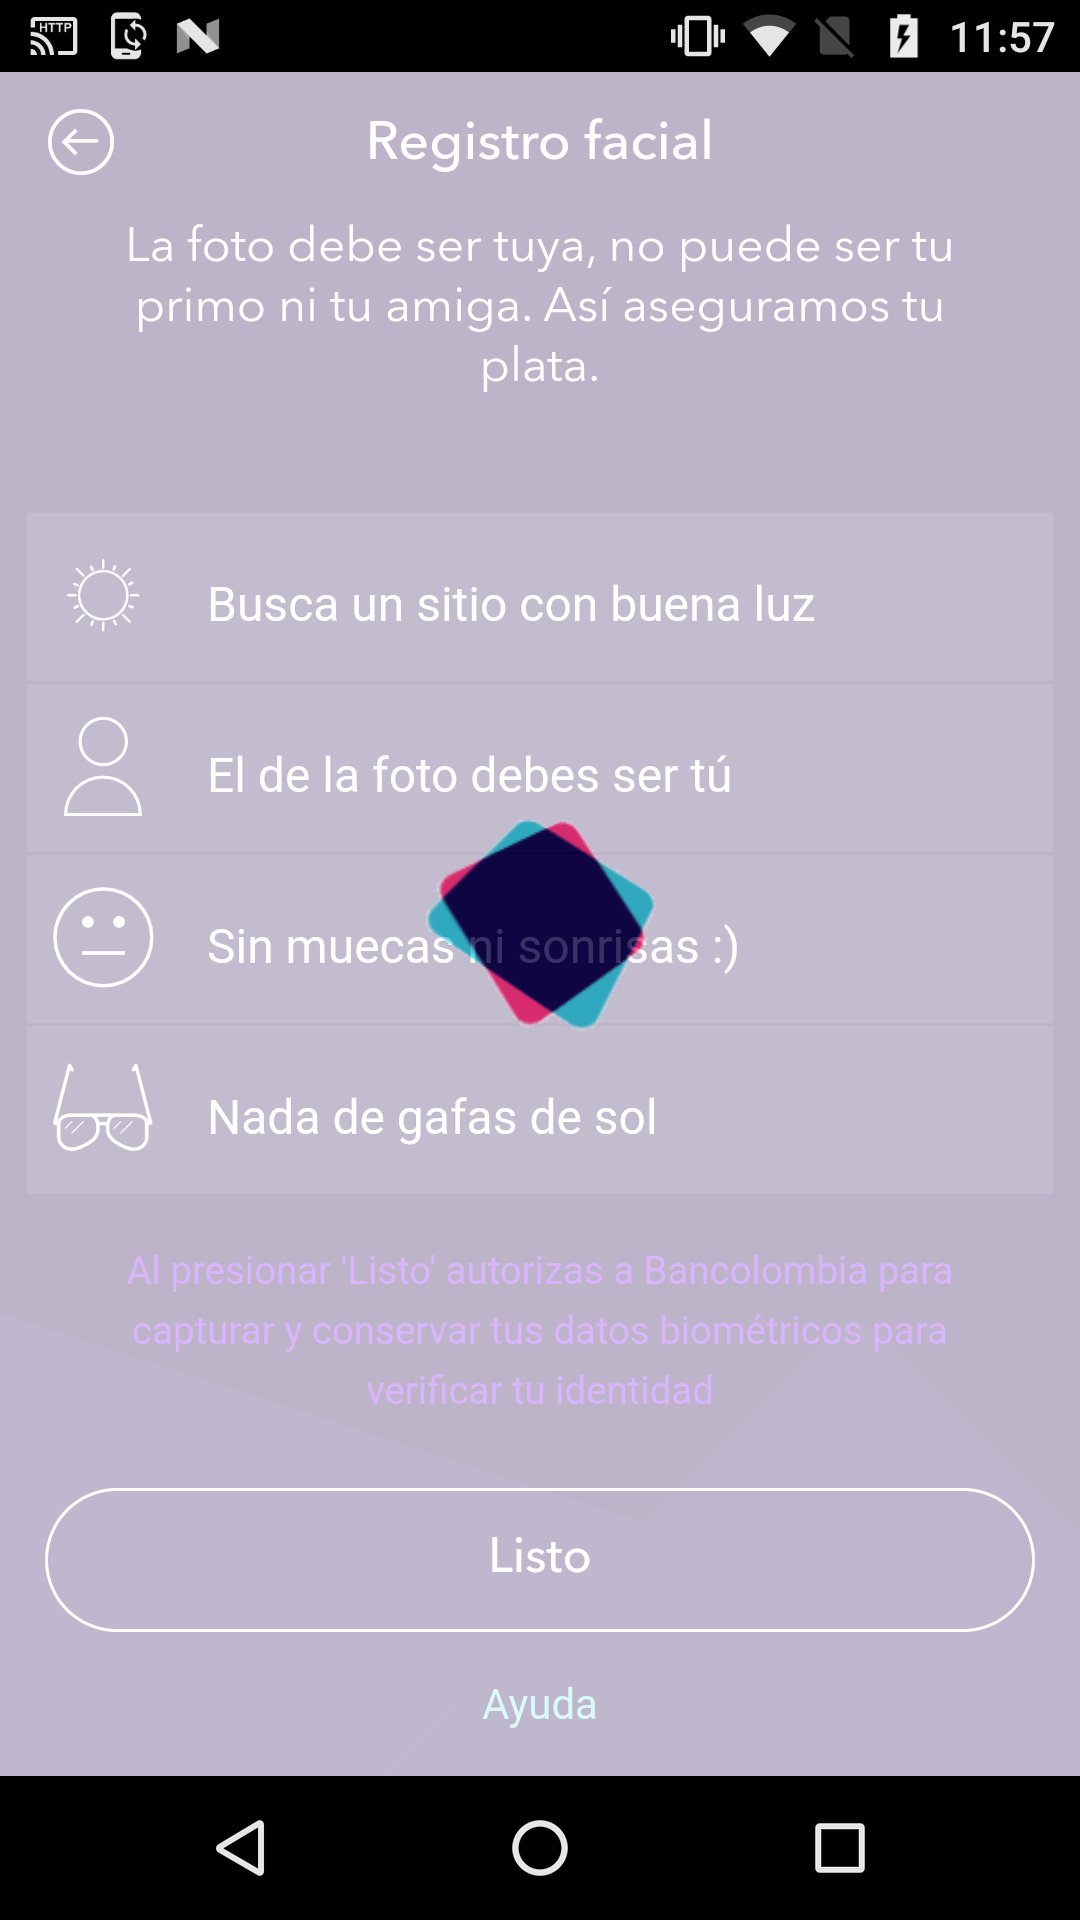 HTTP
11:57
Registro facial
La foto debe ser tuya, no puede ser tu
primo ni tu amiga. Así aseguramos tu
plata.
Busca un sitio con buena luz
El de la foto debes ser tú
Sin muecas ni sonrisas :)
Nada de gafas de sol
Al presionar 'Listo' autorizas a Bancolombia para
capturar y conservar tus datos biométricos para
verificar tu identidad
Listo
Ayuda